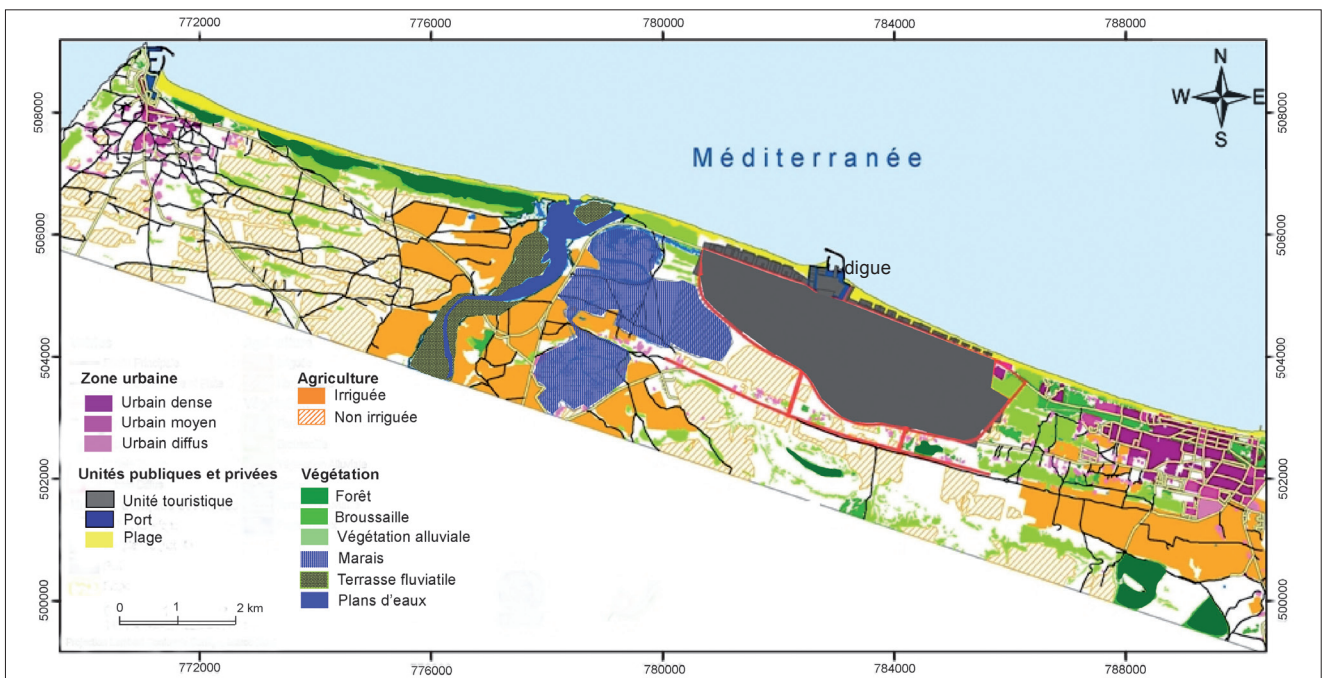 772000 776000 780000 784000 788000
N
W E
S
508000 508000
Méditerranée
506000 506000
digue
504000 504000
Zone urbaine
Urbain dense
Urbain moyen
Urbain diffus
Agriculture
Irriguée
Non irriguée
502000 502000
Unités publiques et privées
Unité touristique
Port
Plage
Végétation
Forêt
Broussaille
Végétation alluviale
Marais
Terrasse fluviatile
Plans d'eaux
500000 500000
0 1 2 km
772000 776000 780000 784000 788000